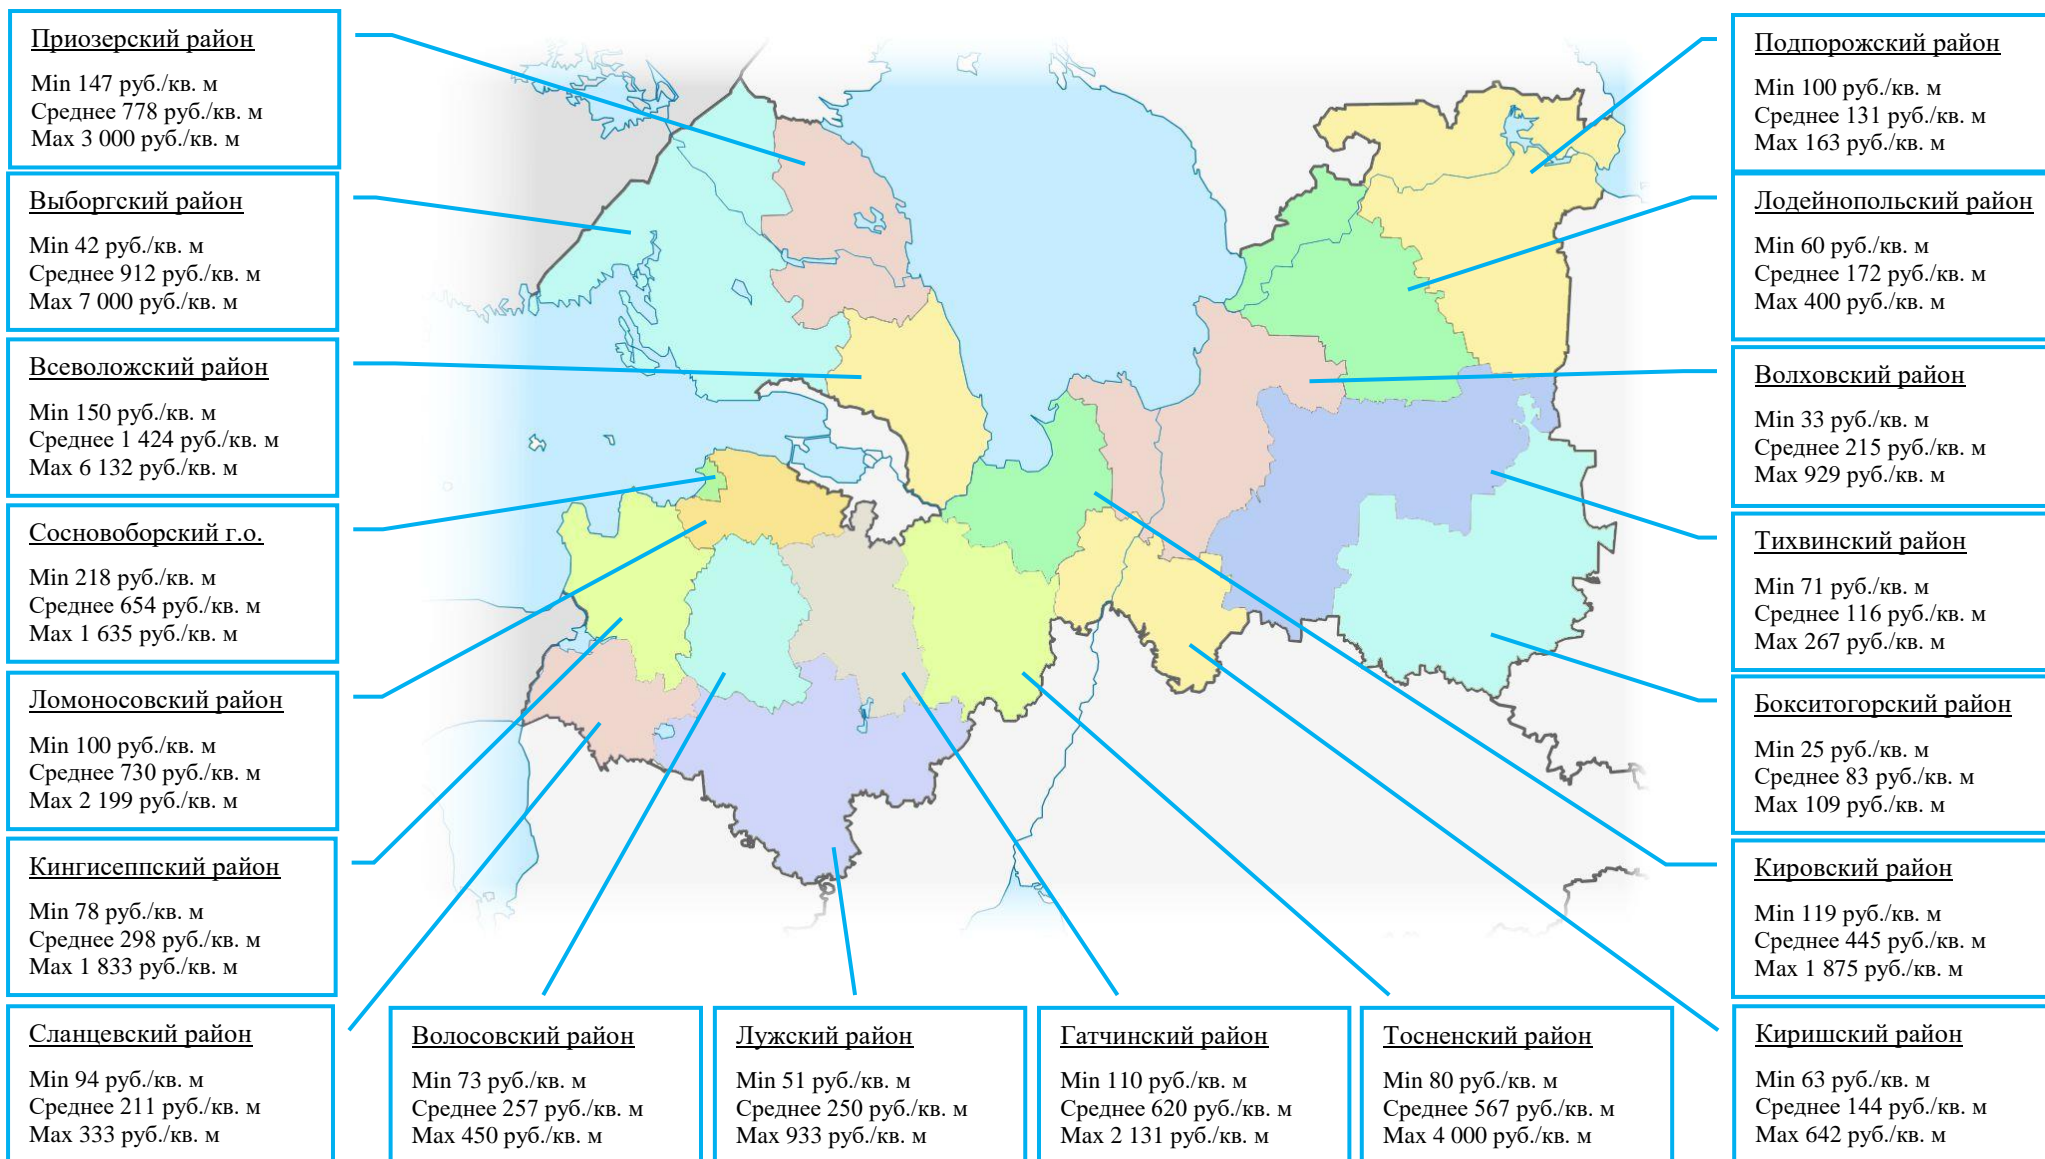 Приозерский район
Min 147 руб./кв. м
Среднее 778 руб./кв. м
Max 3 000 руб./кв. м
Выборгский район
Min 42 руб./кв. м
Среднее 912 руб./кв. м
Max 7 000 руб./кв. м
Всеволожский район
Min 150 руб./кв. м
Среднее 1 424 руб./кв. м
Max 6 132 руб./кв. м
Сосновоборский г.о.
Min 218 руб./кв. м
Среднее 654 руб./кв. м
Max 1 635 руб./кв. м
Ломоносовский район
Min 100 руб./кв. м
Среднее 730 руб./кв. м
Max 2 199 руб./кв. м
Кингисеппский район
Min 78 руб./кв. м
Среднее 298 руб./кв. м
Max 1 833 руб./кв. м
Сланцевский район
Min 94 руб./кв. м
Среднее 211 руб./кв. м
Max 333 руб./кв. м
Волосовский район
Min 73 руб./кв. м
Среднее 257 руб./кв. м
Max 450 руб./кв. м
Лужский район
Min 51 руб./кв. м
Среднее 250 руб./кв. м
Max 933 руб./кв. м
Гатчинский район
Min 110 руб./кв. м
Среднее 620 руб./кв. м
Max 2 131 руб./кв. м
Тосненский район
Min 80 руб./кв. м
Среднее 567 руб./кв. м
Max 4 000 руб./кв. м
Подпорожский район
Min 100 руб./кв. м
Среднее 131 руб./кв. м
Max 163 руб./кв. м
Лодейнопольский район
Min 60 руб./кв. м
Среднее 172 руб./кв. м
Max 400 руб./кв. м
Волховский район
Min 33 руб./кв. м
Среднее 215 руб./кв. м
Max 929 руб./кв. м
Тихвинский район
Min 71 руб./кв. м
Среднее 116 руб./кв. м
Max 267 руб./кв. м
Бокситогорский район
Min 25 руб./кв. м
Среднее 83 руб./кв. м
Max 109 руб./кв. м
Кировский район
Min 119 руб./кв. м
Среднее 445 руб./кв. м
Max 1 875 руб./кв. м
Киришский район
Min 63 руб./кв. м
Среднее 144 руб./кв. м
Max 642 руб./кв. м